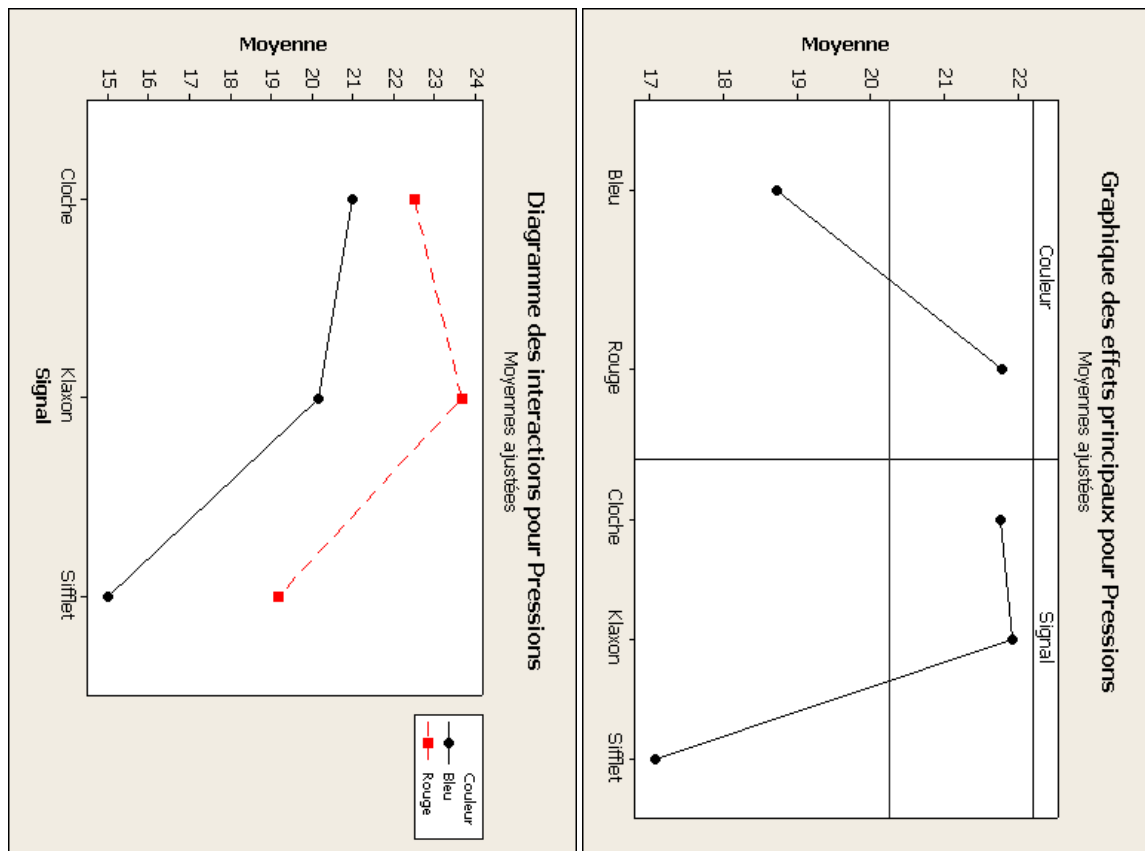 Graphique des effets principaux pour Pressions
Moyennes ajustées
Couleur Signal
22
21
20
19
18
17
Moyenne
Bleu Rouge Cloche Klaxon Sifflet
Diagramme des interactions pour Pressions
Moyennes ajustées
24
23
22
21
20
19
18
17
16
15
Moyenne
Couleur
Bleu
Rouge
Cloche Klaxon Sifflet
Signal